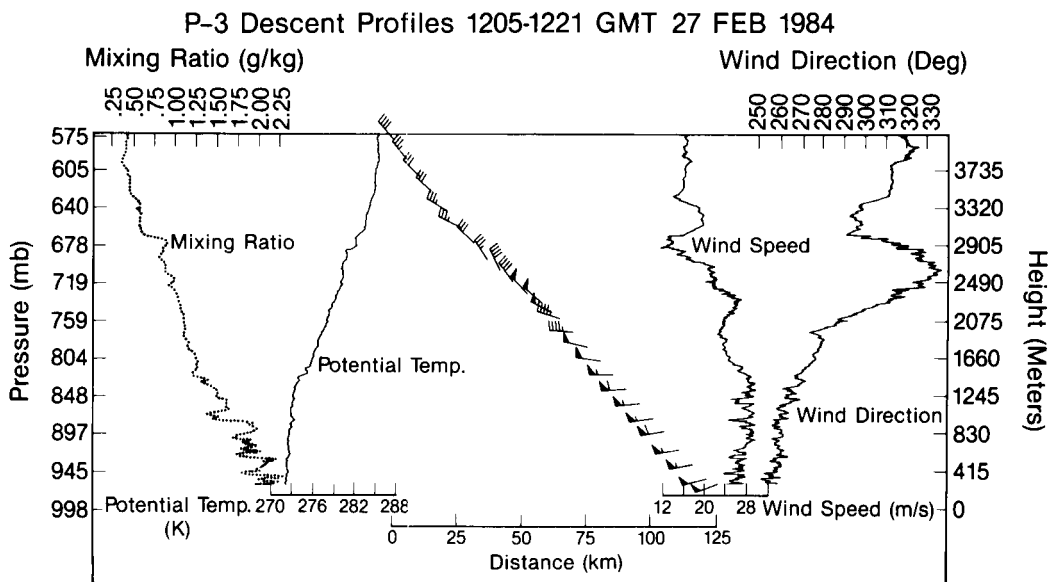 P-3 Descent Profiles 1205-1221 GMT 27 FEB 1984
Mixing Ratio (g/kg)
Wind Direction (Deg)
.25 .50 .75 1.00 1.25 1.50 1.75 2.00 2.25
250 260 270 280 290 300 310 320 330
575
605 3735
640 3320
Mixing Ratio
Wind Speed
678 2905
719 2490
759 2075
804 1660
Potential Temp.
848 1245
Wind Direction
897 830
945 415
998 0
Pressure (mb)
Height (Meters)
Potential Temp. 270 276 282 288
(K)
12 20 28 Wind Speed (m/s)
0 25 50 75 100 125
Distance (km)